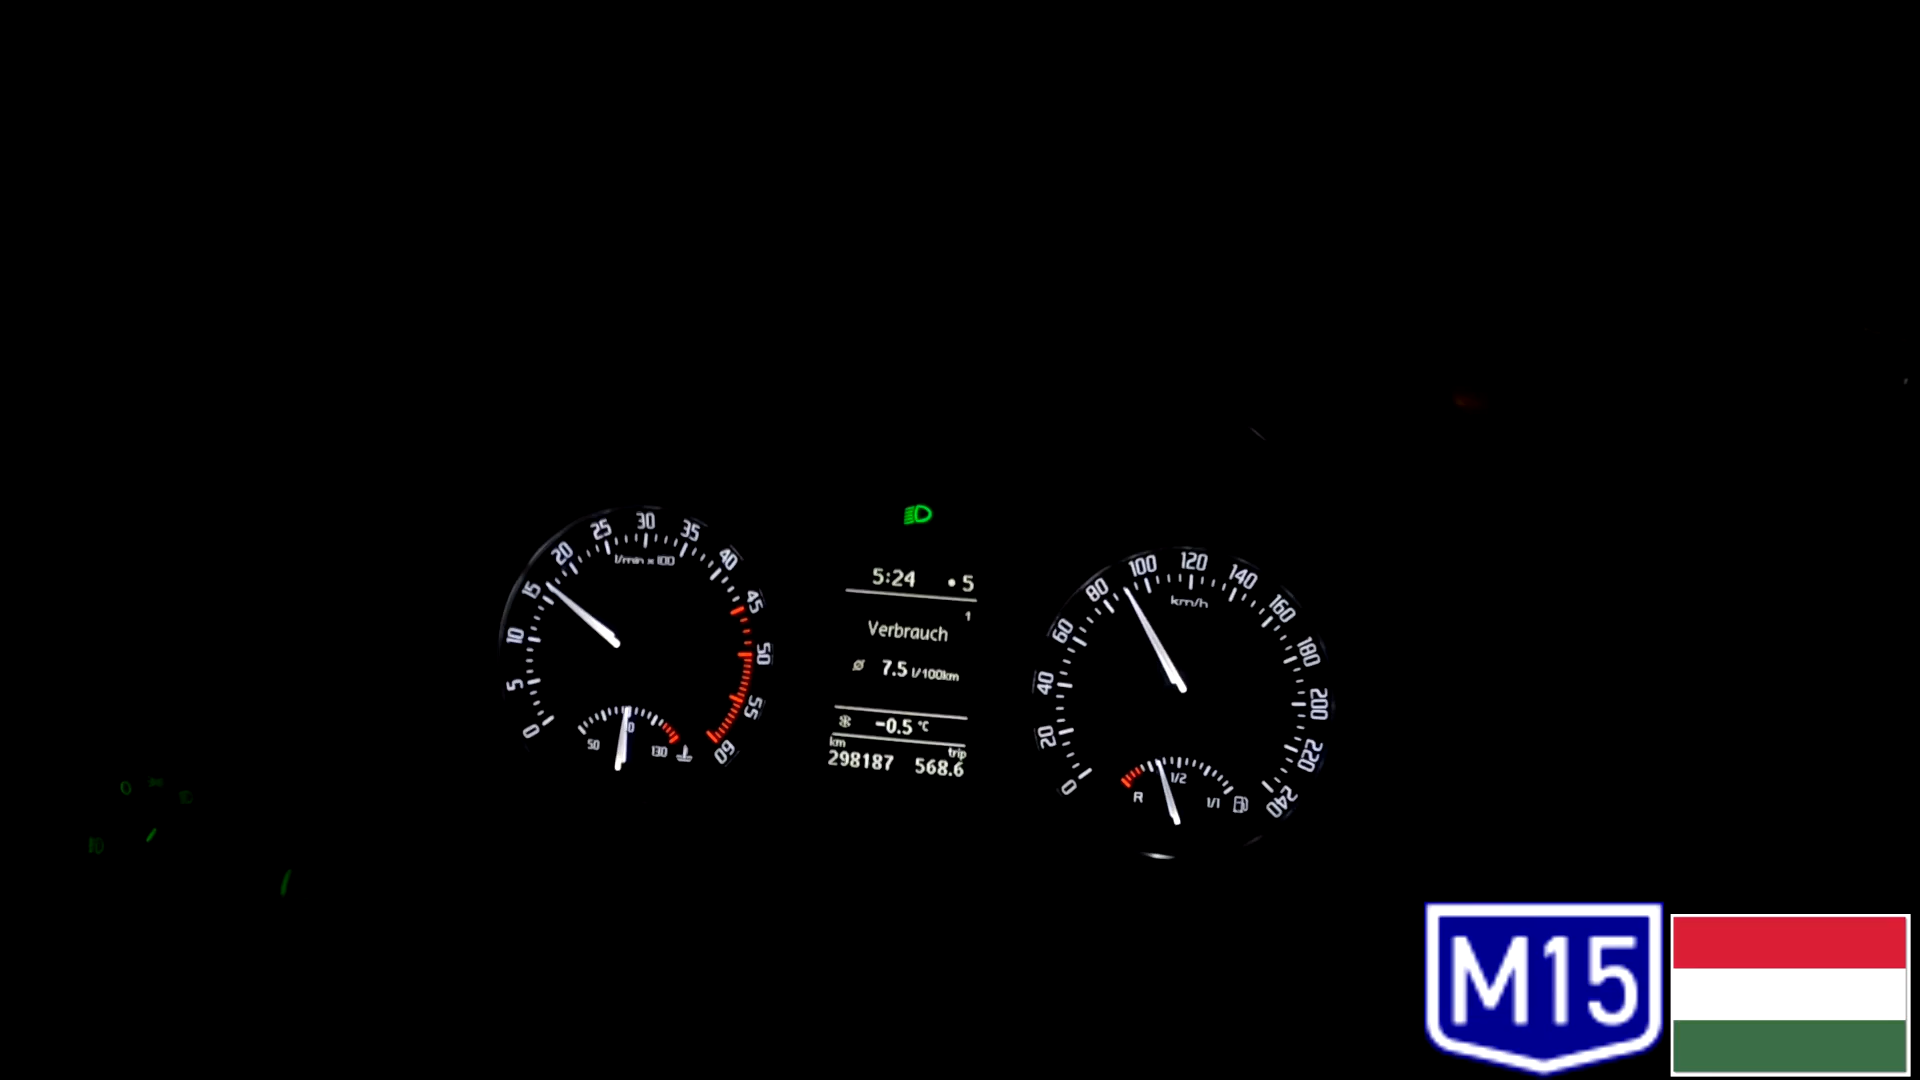 0 5 10 15 20 25 30 35 40 45 50 55 60
1/min x 100
50 130
5:24 • 5
1
Verbrauch
ø 7.5 l/100km
-0.5 °C
km trip
298187 568.6
0 20 40 60 80 100 120 140 160 180 200 220 240
km/h
R 1/2 1/1
M15